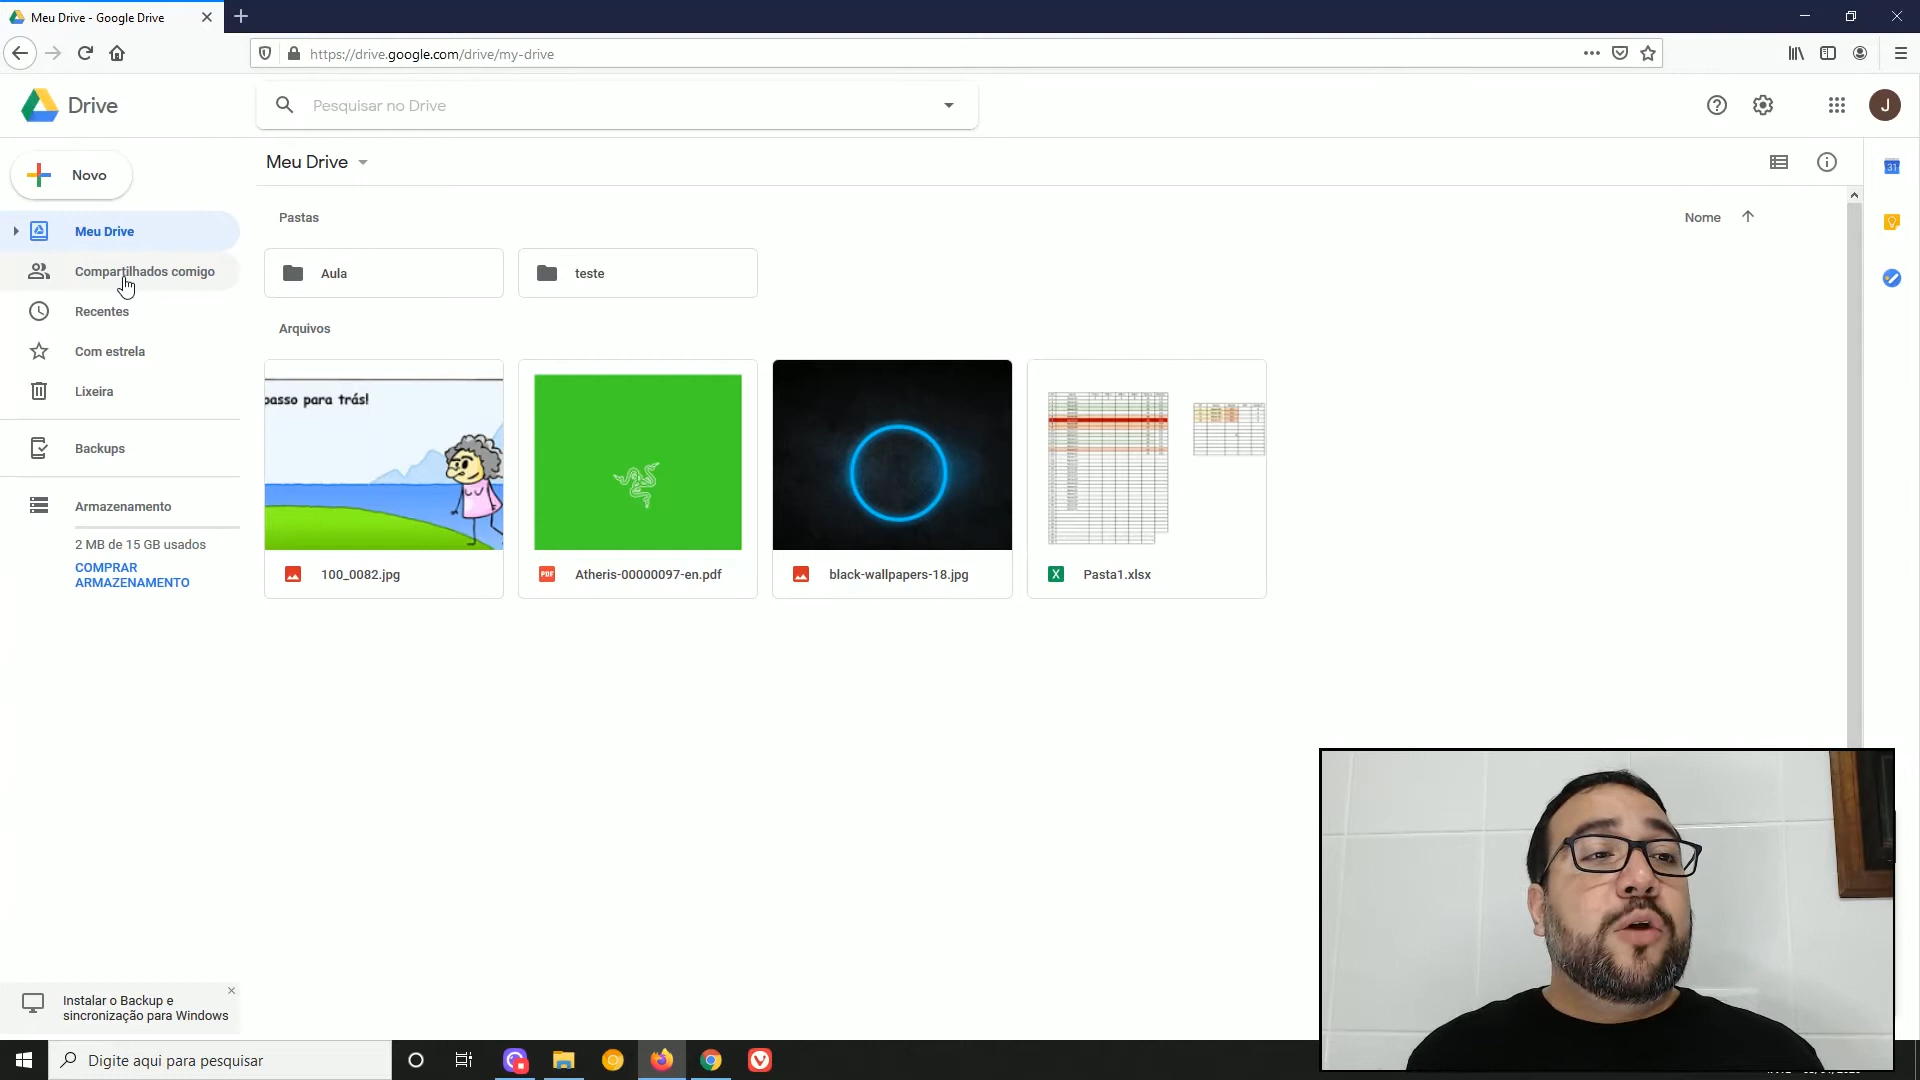 Meu Drive - Google Drive
https://drive.google.com/drive/my-drive
Drive
Pesquisar no Drive
J
Novo
Meu Drive
31
Meu Drive
Compartilhados comigo
Recentes
Com estrela
Lixeira
Backups
Armazenamento
2 MB de 15 GB usados
COMPRAR
ARMAZENAMENTO
Pastas
Nome
Aula
teste
Arquivos
passo para trás!
100_0082.jpg
PDF
Atheris-00000097-en.pdf
black-wallpapers-18.jpg
X
Pasta1.xlsx
Instalar o Backup e
sincronização para Windows
Digite aqui para pesquisar